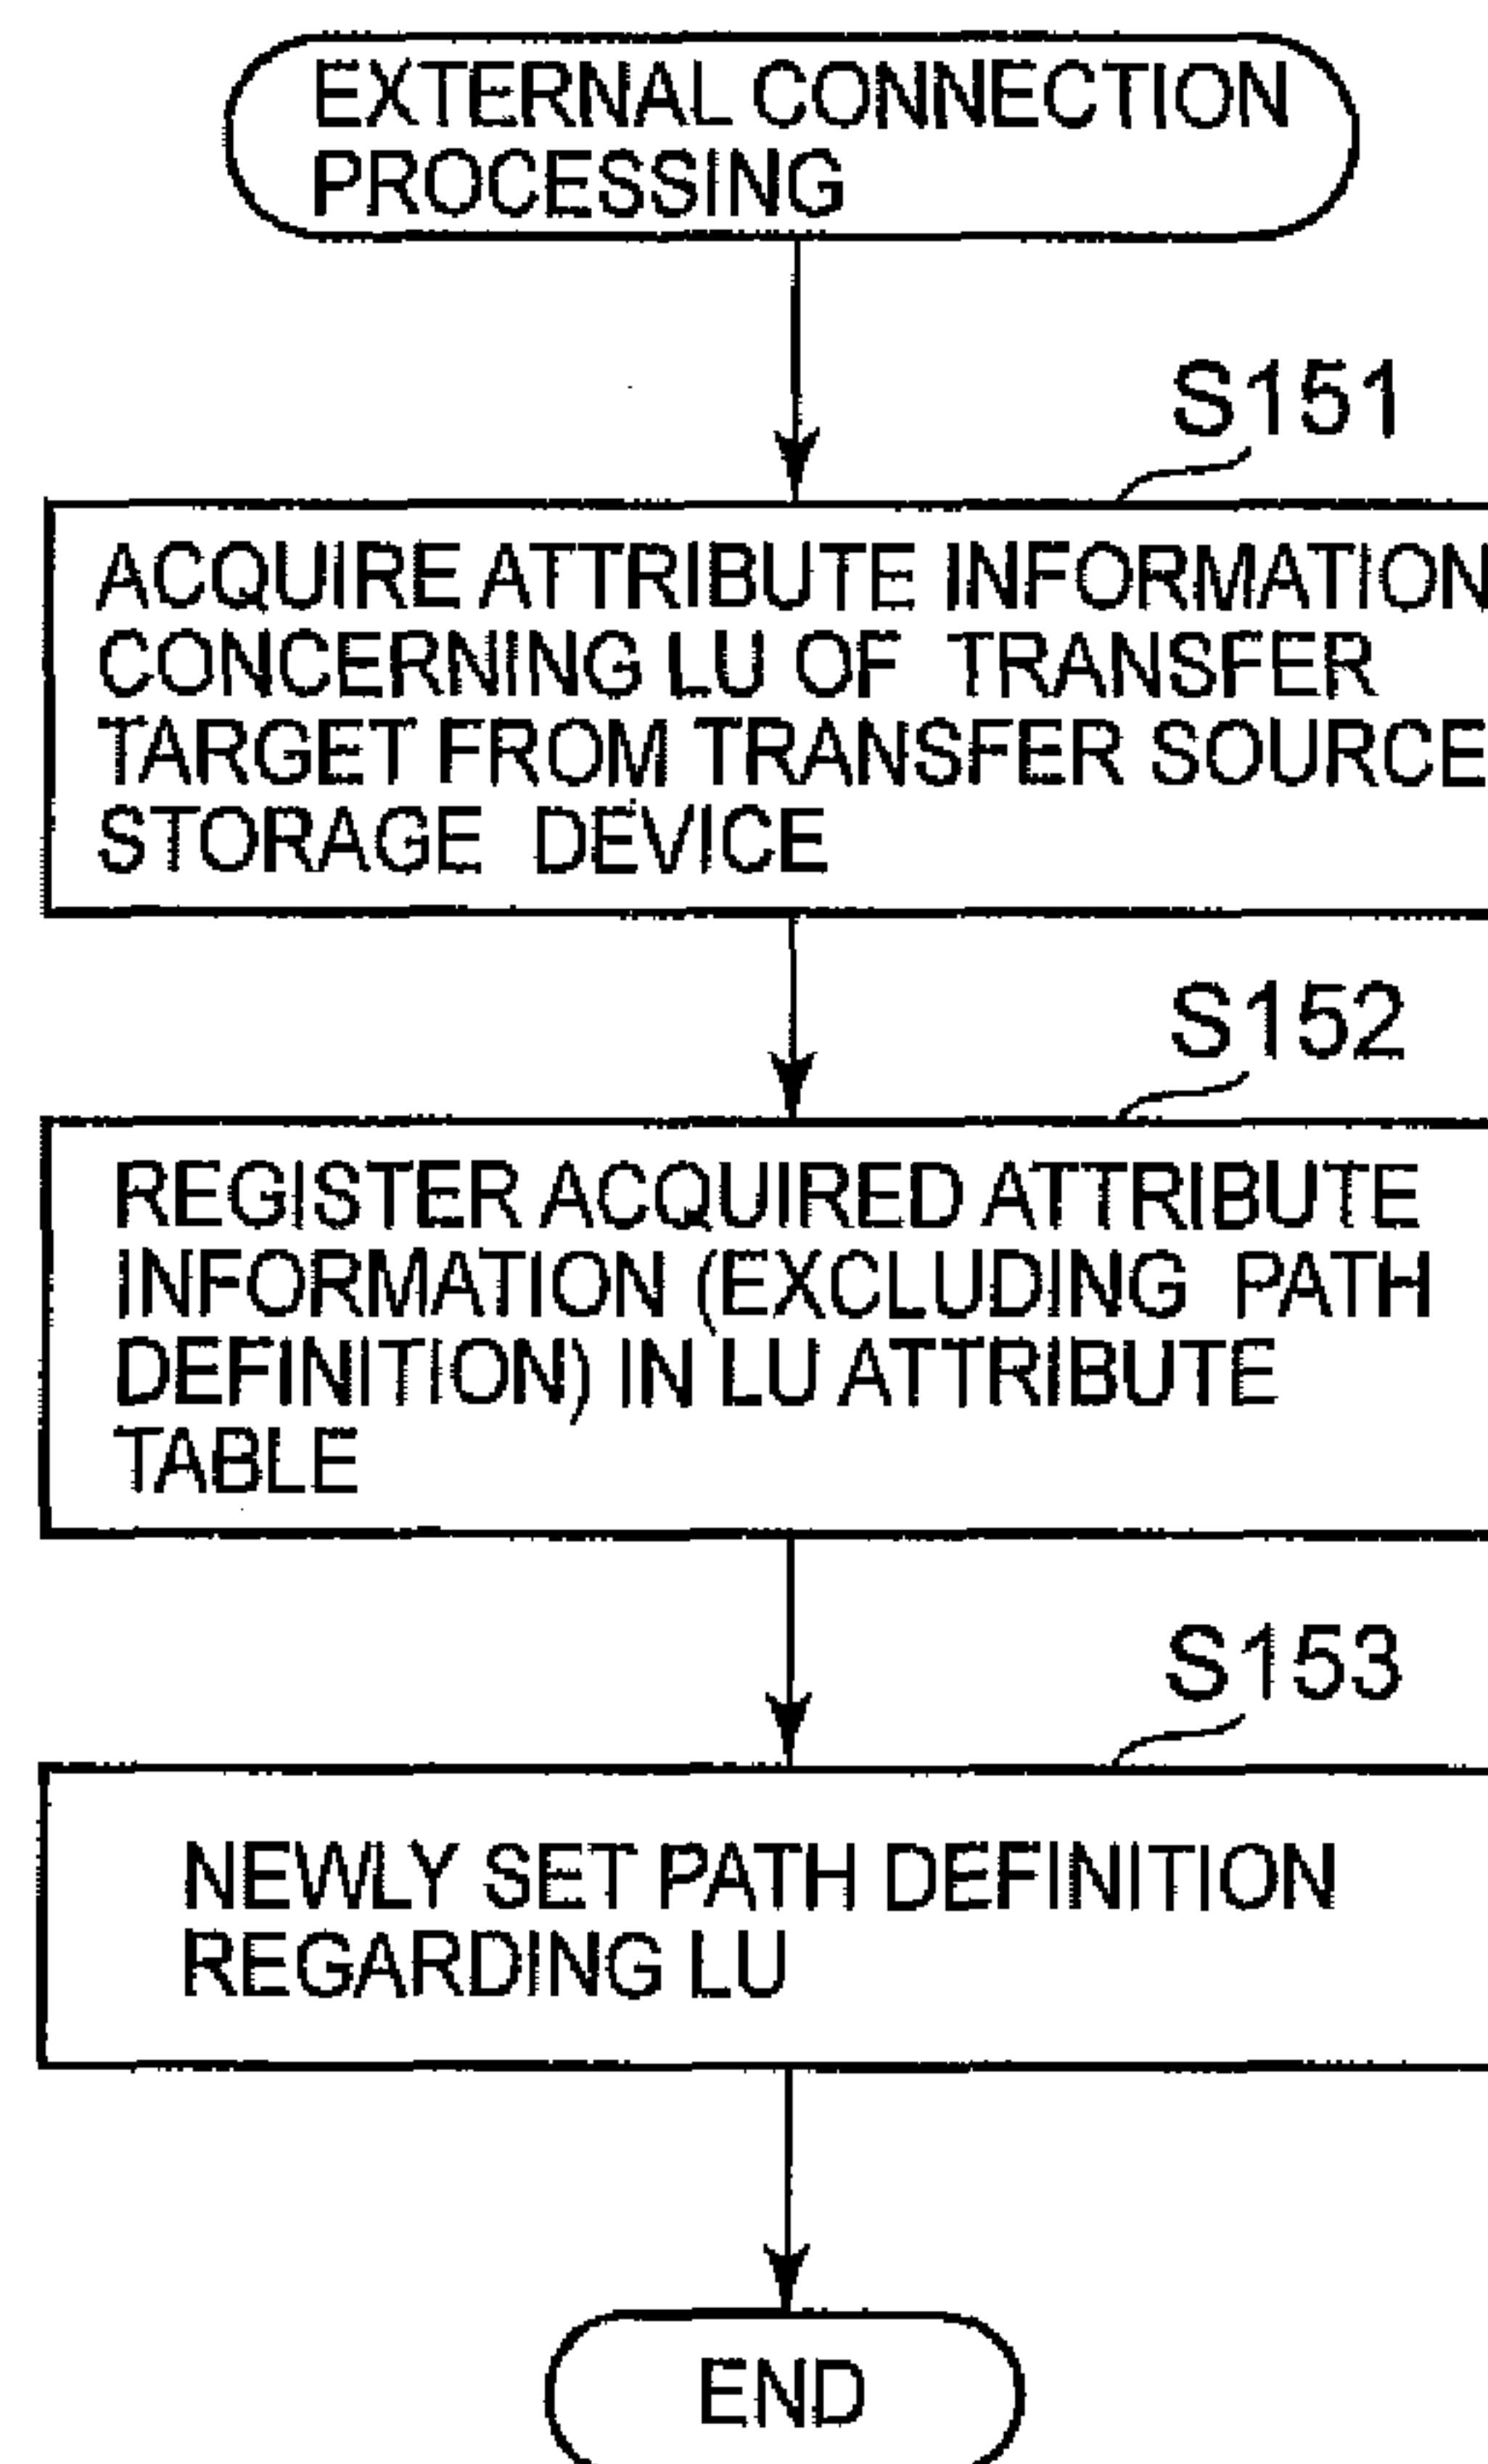 EXTERNAL CONNECTION
PROCESSING
S151
ACQUIRE ATTRIBUTE INFORMATION
CONCERNING LU OF TRANSFER
TARGET FROM TRANSFER SOURCE
STORAGE DEVICE
S152
REGISTER ACQUIRED ATTRIBUTE
INFORMATION (EXCLUDING PATH
DEFINITION) IN LU ATTRIBUTE
TABLE
S153
NEWLY SET PATH DEFINITION
REGARDING LU
END